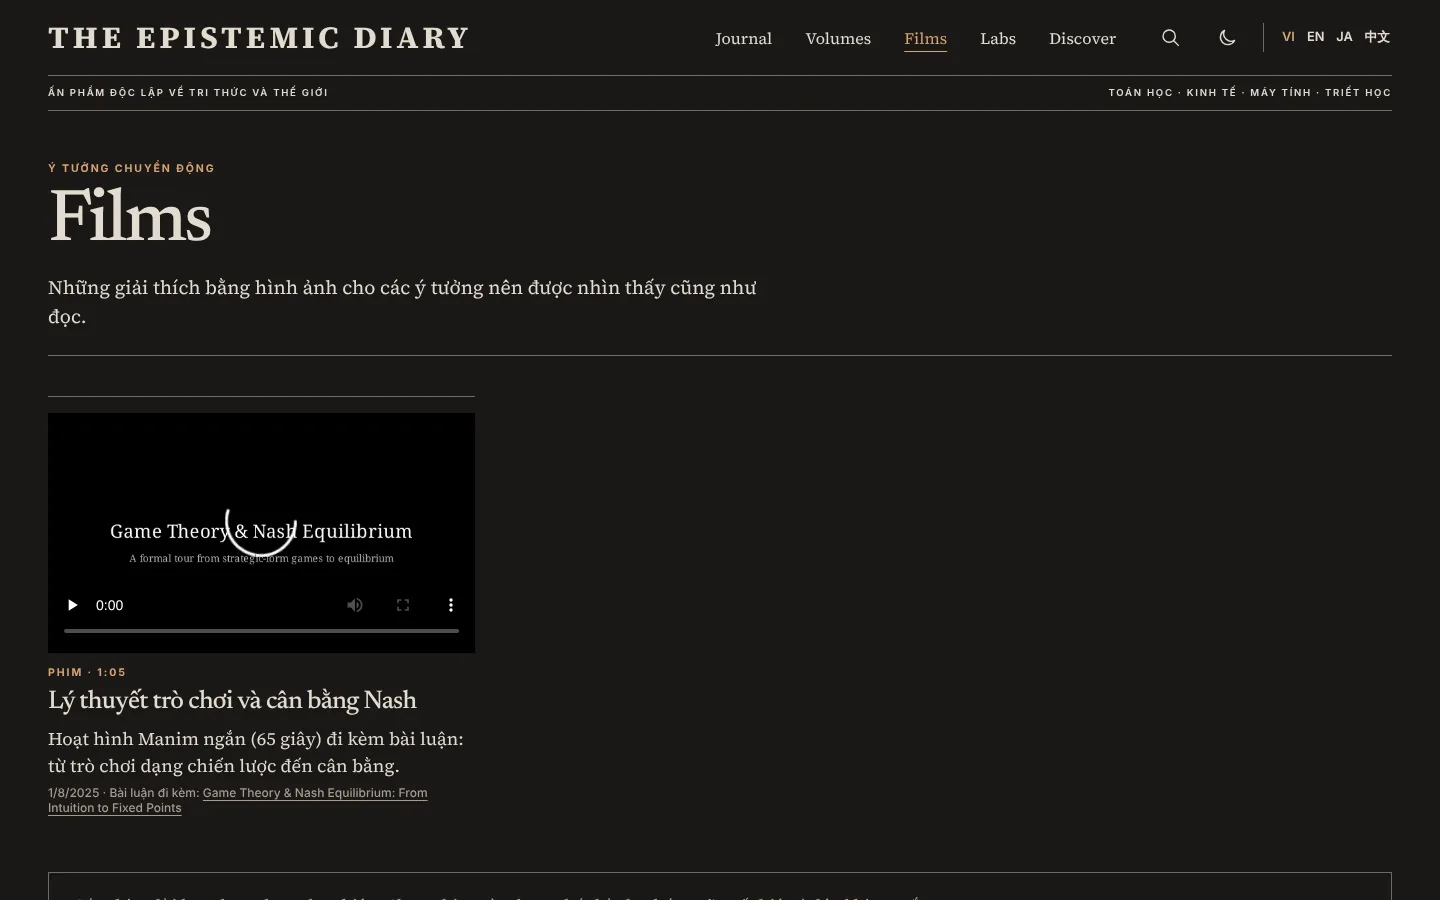 THE EPISTEMIC DIARY
Journal Volumes Films Labs Discover VI EN JA 中文
ẤN PHẨM ĐỘC LẬP VỀ TRI THỨC VÀ THẾ GIỚI
TOÁN HỌC · KINH TẾ · MÁY TÍNH · TRIẾT HỌC
Ý TƯỞNG CHUYỂN ĐỘNG
Films
Những giải thích bằng hình ảnh cho các ý tưởng nên được nhìn thấy cũng như
đọc.
Game Theory & Nash Equilibrium
A formal tour from strategic-form games to equilibrium
0:00
PHIM · 1:05
Lý thuyết trò chơi và cân bằng Nash
Hoạt hình Manim ngắn (65 giây) đi kèm bài luận:
từ trò chơi dạng chiến lược đến cân bằng.
1/8/2025 · Bài luận đi kèm: Game Theory & Nash Equilibrium: From
Intuition to Fixed Points